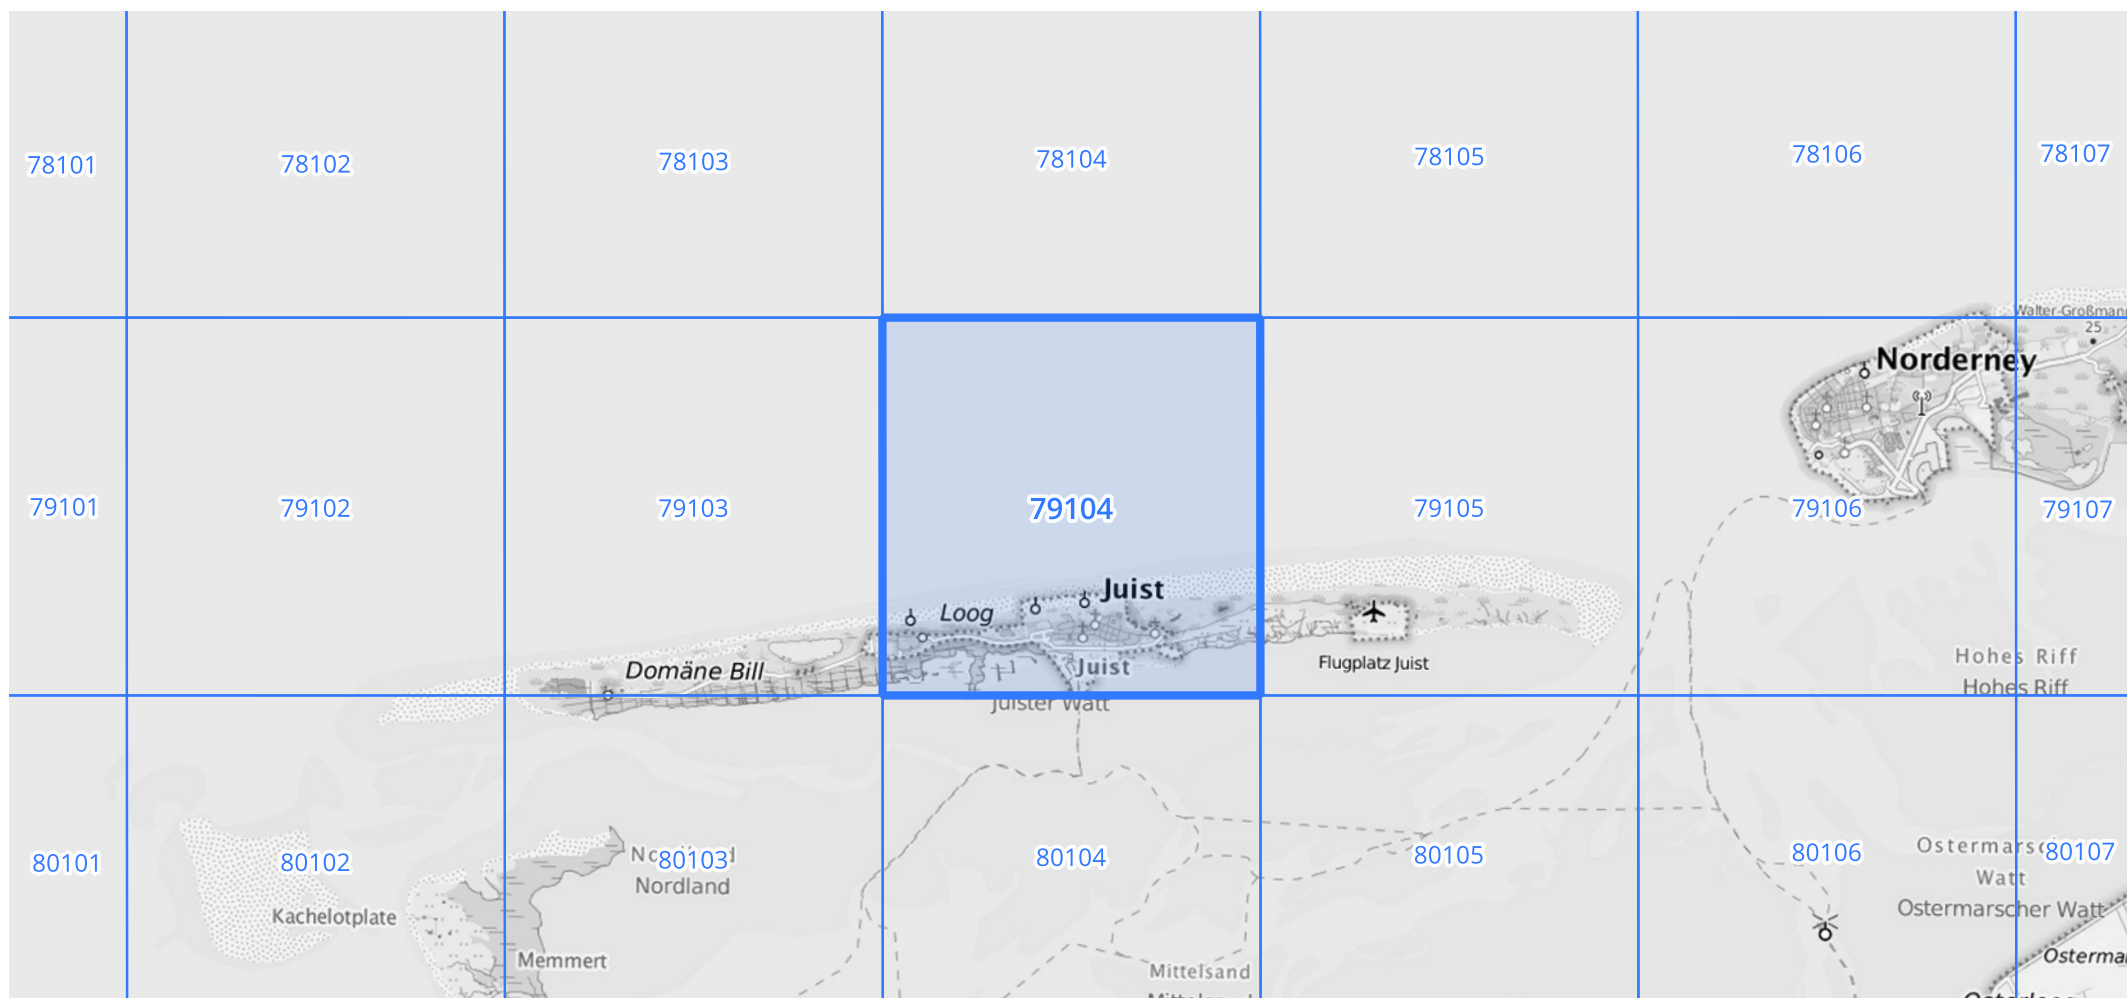 78101
78102
78103
78104
78105
78106
78107
Walter-Großmann
25
Norderney
79101
79102
79103
79104
79105
79106
79107
Juist
Loog
Domäne Bill
Juist
Flugplatz Juist
Hohes Riff
Hohes Riff
Juister Watt
80101
80102
80103
80104
80105
80106
80107
Nordland
Watt
Kachelotplate
Ostermarscher Watt
Memmert
Mittelsand